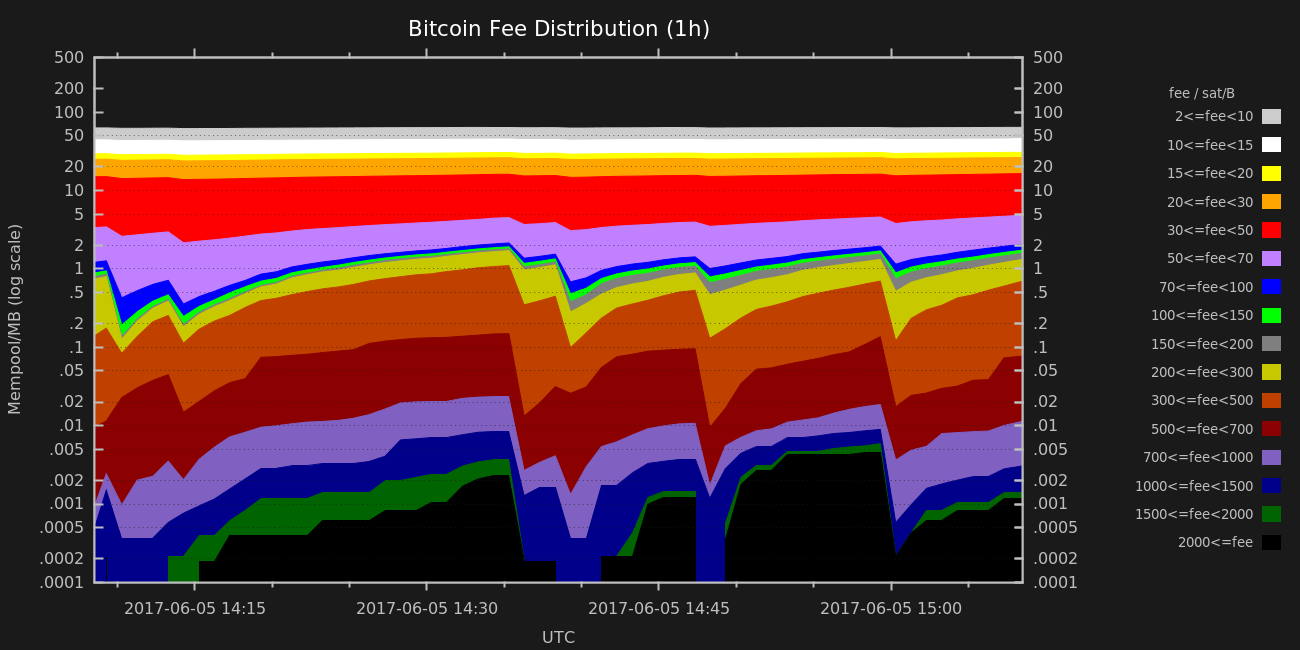 Bitcoin Fee Distribution (1h)
Mempool/MB (log scale)
500
200
100
50
20
10
5
2
1
.5
.2
.1
.05
.02
.01
.005
.002
.001
.0005
.0002
.0001
500
200
100
50
20
10
5
2
1
.5
.2
.1
.05
.02
.01
.005
.002
.001
.0005
.0002
.0001
2017-06-05 14:15
2017-06-05 14:30
2017-06-05 14:45
2017-06-05 15:00
UTC
fee / sat/B
2<=fee<10
10<=fee<15
15<=fee<20
20<=fee<30
30<=fee<50
50<=fee<70
70<=fee<100
100<=fee<150
150<=fee<200
200<=fee<300
300<=fee<500
500<=fee<700
700<=fee<1000
1000<=fee<1500
1500<=fee<2000
2000<=fee